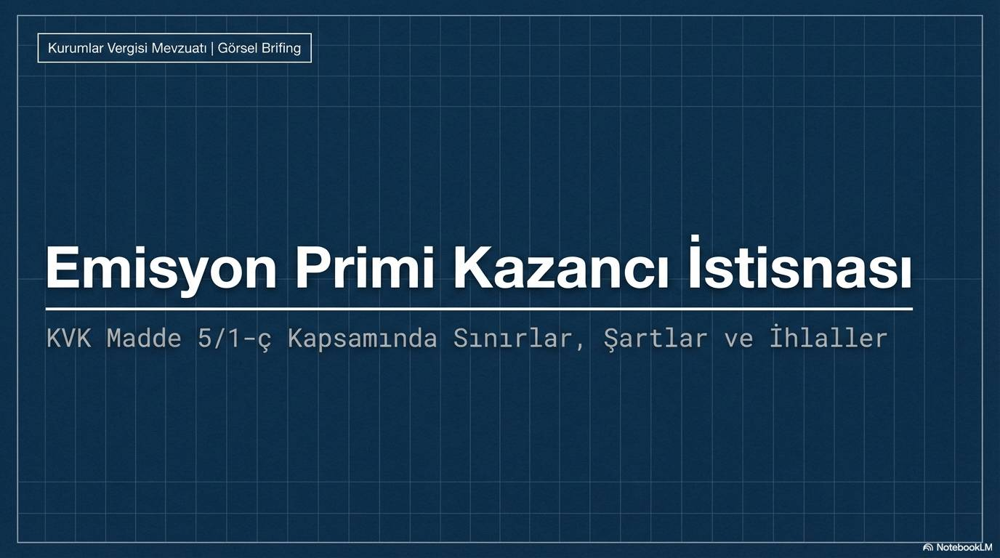 Kurumlar Vergisi Mevzuatı | Görsel Brifing
Emisyon Primi Kazancı İstisnası
KVK Madde 5/1-ç Kapsamında Sınırlar, Şartlar ve İhlaller
NotebookLM